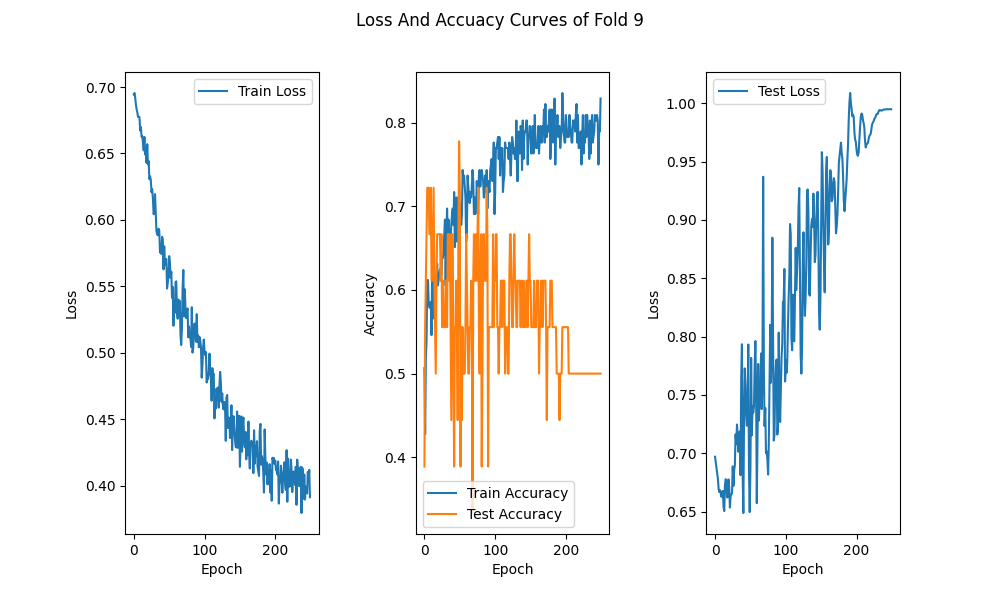 Loss And Accuacy Curves of Fold 9
0.70
0.65
0.60
0.55
0.50
0.45
0.40
Loss
0
100
200
Epoch
Train Loss
0.8
0.7
0.6
0.5
0.4
Accuracy
0
100
200
Epoch
Train Accuracy
Test Accuracy
1.00
0.95
0.90
0.85
0.80
0.75
0.70
0.65
Loss
0
100
200
Epoch
Test Loss